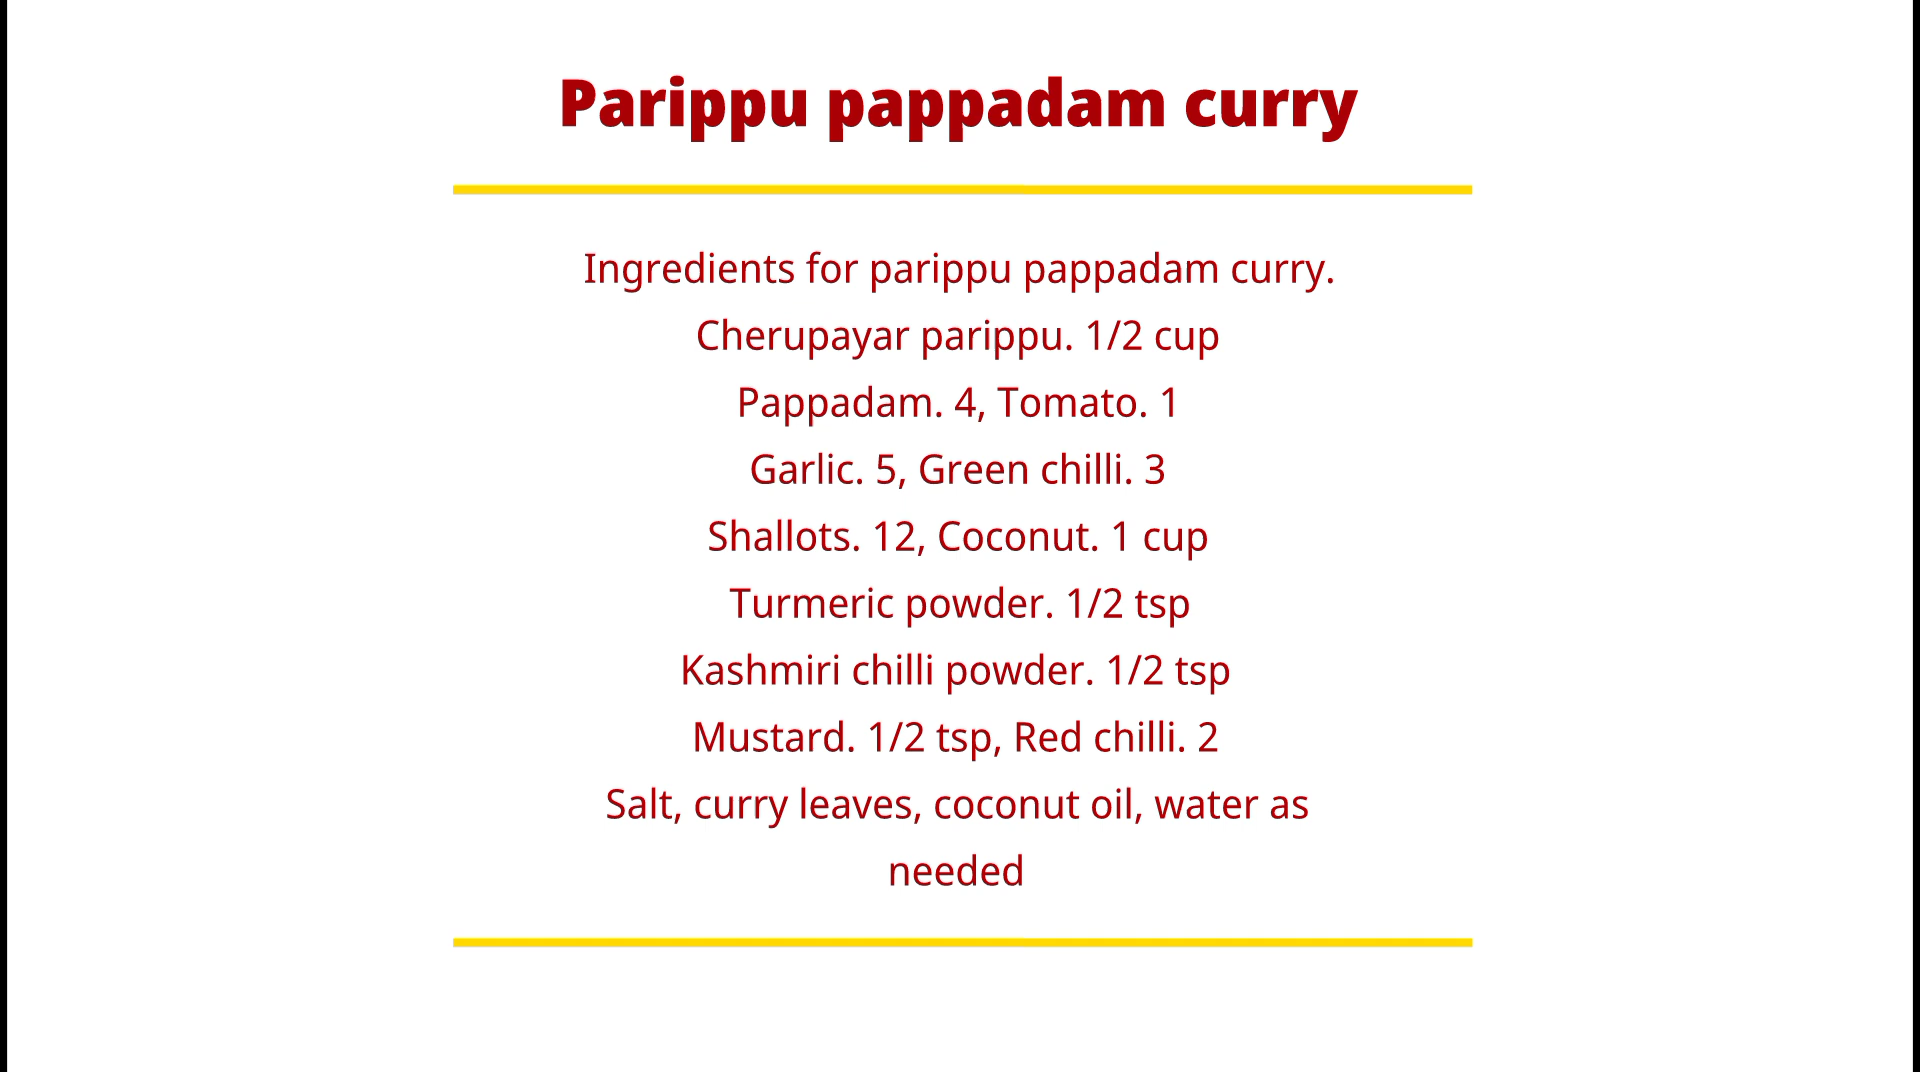 Parippu pappadam curry
Ingredients for parippu pappadam curry.
Cherupayar parippu. 1/2 cup
Pappadam. 4, Tomato. 1
Garlic. 5, Green chilli. 3
Shallots. 12, Coconut. 1 cup
Turmeric powder. 1/2 tsp
Kashmiri chilli powder. 1/2 tsp
Mustard. 1/2 tsp, Red chilli. 2
Salt, curry leaves, coconut oil, water as
needed